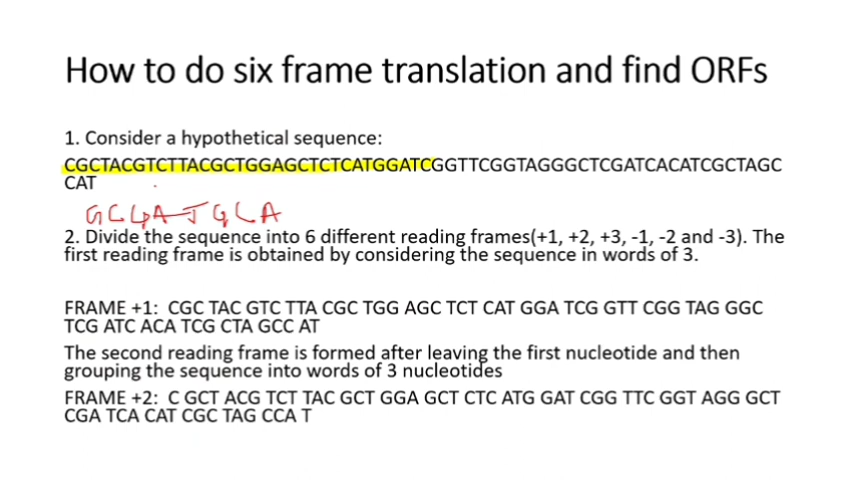 How to do six frame translation and find ORFs
1. Consider a hypothetical sequence:
CGCTACGTCTTACGCTGGAGCTCTCATGGATCGGTTCGGTAGGGCTCGATCACATCGCTAGC
CAT
GCGATGCA
2. Divide the sequence into 6 different reading frames(+1, +2, +3, -1, -2 and -3). The
first reading frame is obtained by considering the sequence in words of 3.
FRAME +1: CGC TAC GTC TTA CGC TGG AGC TCT CAT GGA TCG GTT CGG TAG GGC
TCG ATC ACA TCG CTA GCC AT
The second reading frame is formed after leaving the first nucleotide and then
grouping the sequence into words of 3 nucleotides
FRAME +2: C GCT ACG TCT TAC GCT GGA GCT CTC ATG GAT CGG TTC GGT AGG GCT
CGA TCA CAT CGC TAG CCA T